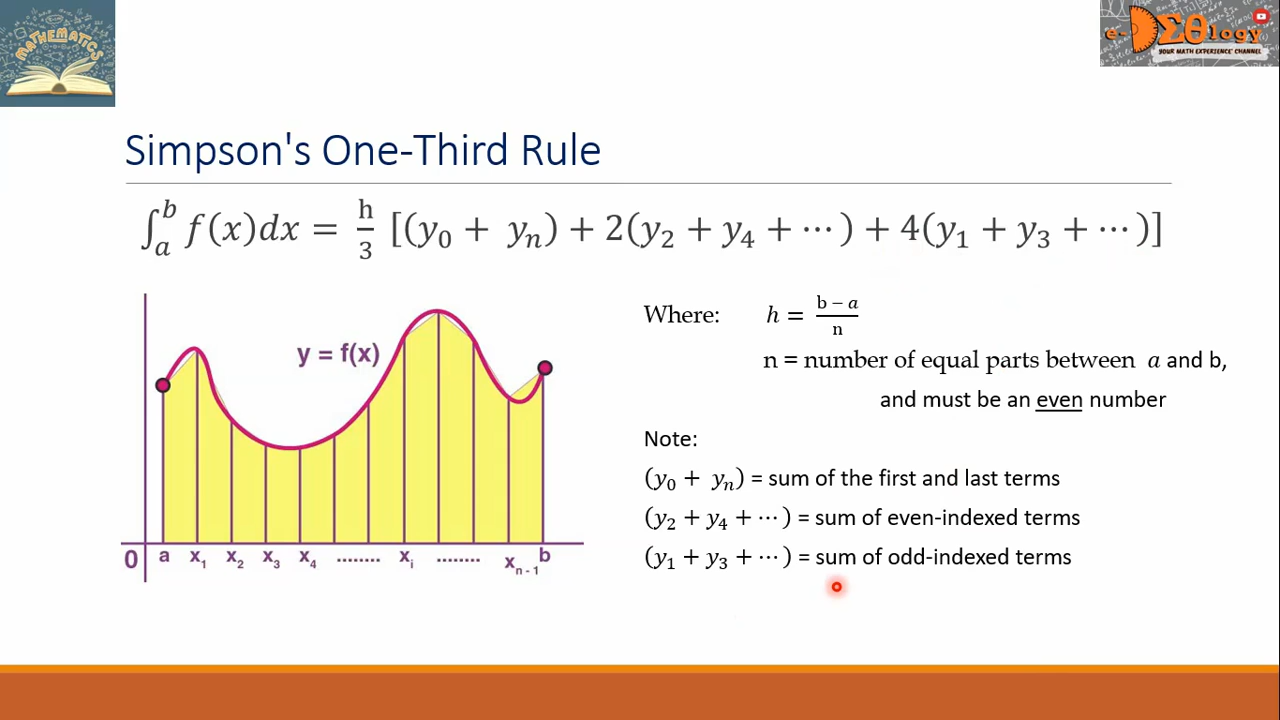 MATHEMATICS
e-DΣθlogy
YOUR MATH EXPERIENCE CHANNEL
Simpson's One-Third Rule
∫_a^b f(x)dx = h/3 [(y₀ + yₙ) + 2(y₂ + y₄ + ⋯) + 4(y₁ + y₃ + ⋯)]
y = f(x)
0 a x₁ x₂ x₃ x₄ ........ xᵢ ........ xₙ₋₁ b
Where: h = (b − a)/n
n = number of equal parts between a and b,
and must be an even number
Note:
(y₀ + yₙ) = sum of the first and last terms
(y₂ + y₄ + ⋯) = sum of even-indexed terms
(y₁ + y₃ + ⋯) = sum of odd-indexed terms